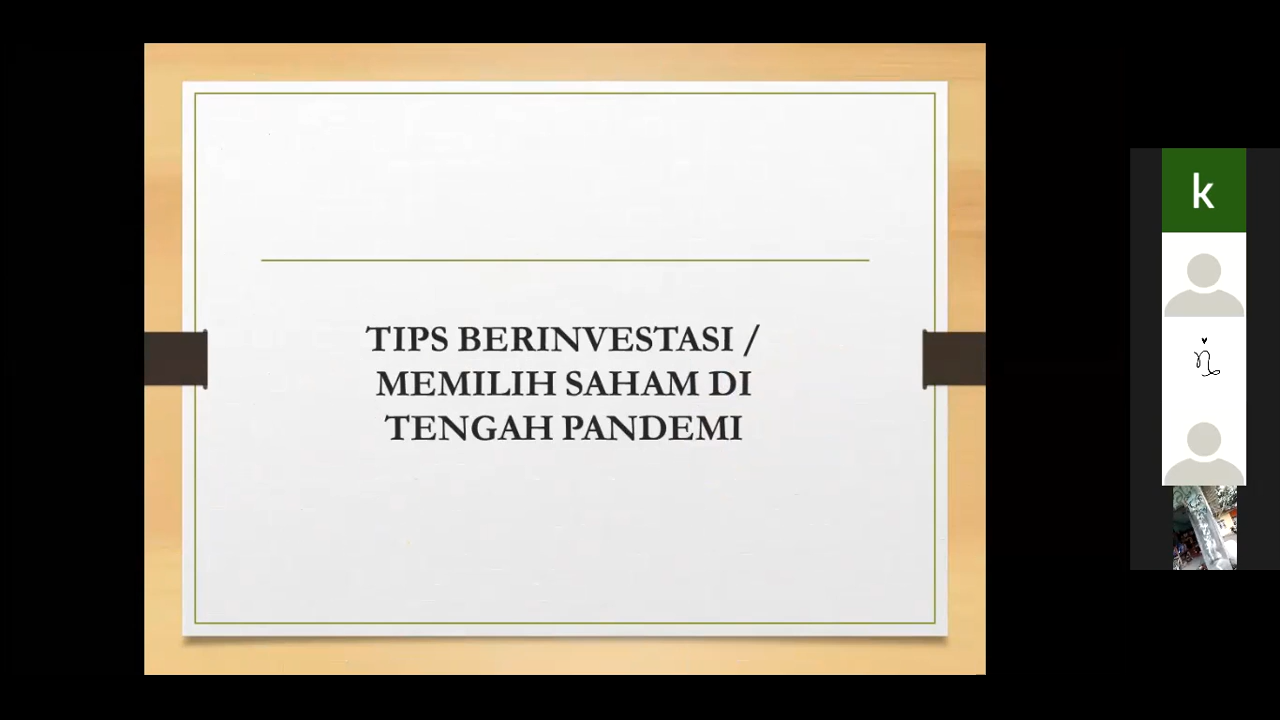 TIPS BERINVESTASI /
MEMILIH SAHAM DI
TENGAH PANDEMI
k